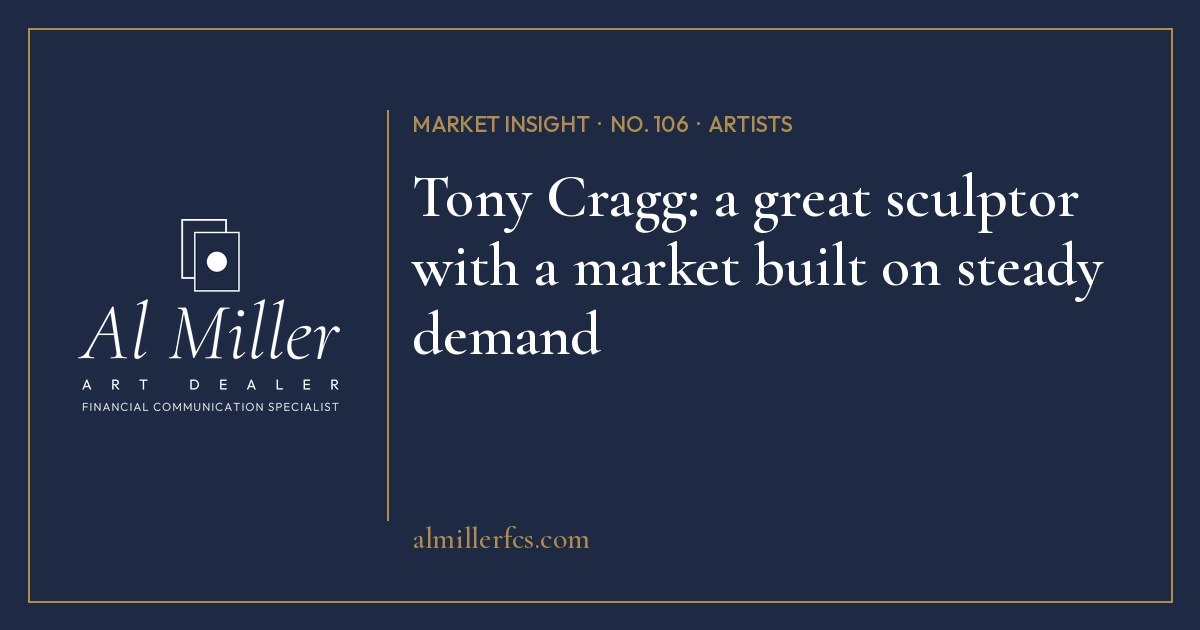 MARKET INSIGHT · NO. 106 · ARTISTS
Tony Cragg: a great sculptor
with a market built on steady
demand
Al Miller
ART DEALER
FINANCIAL COMMUNICATION SPECIALIST
almillerfcs.com